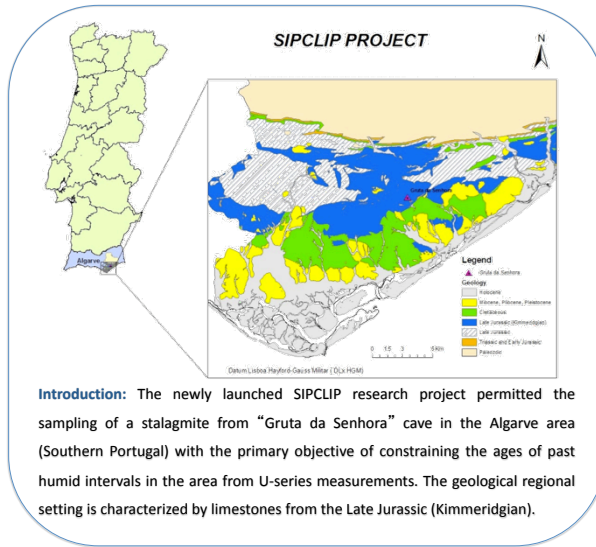 SIPCLIP PROJECT
N
Algarve
Gruta da Senhora
Legend
Gruta da Senhora
Geology
Holocene
Miocene, Pliocene, Pleistocene
Cretaceous
Late Jurassic (Kimmeridgian)
Late Jurassic
Triassic and Early Jurassic
Paleozoic
0 1.5 3 6 km
Datum Lisboa Hayford-Gauss Militar ( DLx HGM)
Introduction: The newly launched SIPCLIP research project permitted the
sampling of a stalagmite from “Gruta da Senhora” cave in the Algarve area
(Southern Portugal) with the primary objective of constraining the ages of past
humid intervals in the area from U-series measurements. The geological regional
setting is characterized by limestones from the Late Jurassic (Kimmeridgian).